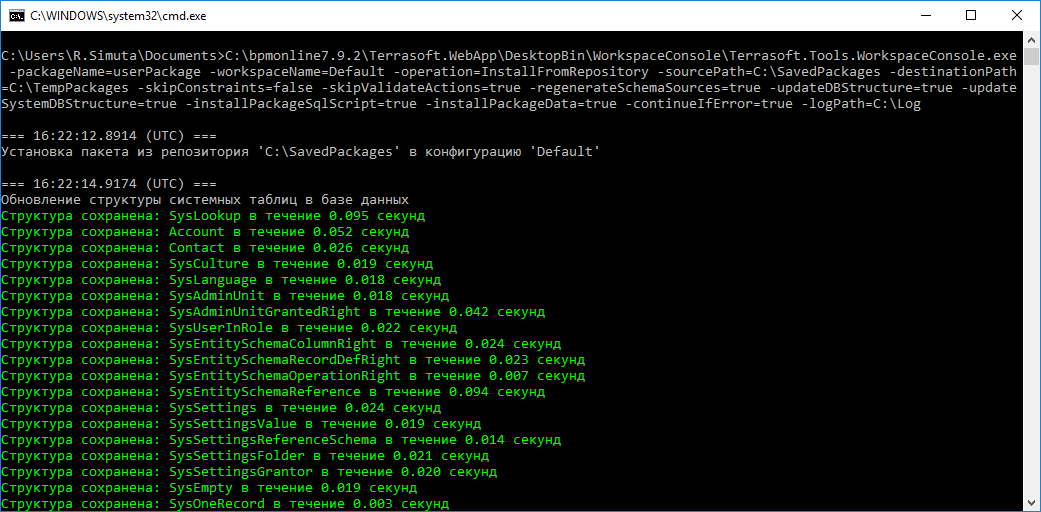 C:\WINDOWS\system32\cmd.exe
C:\Users\R.Simuta\Documents>C:\bpmonline7.9.2\Terrasoft.WebApp\DesktopBin\WorkspaceConsole\Terrasoft.Tools.WorkspaceConsole.exe
-packageName=userPackage -workspaceName=Default -operation=InstallFromRepository -sourcePath=C:\SavedPackages -destinationPath
=C:\TempPackages -skipConstraints=false -skipValidateActions=true -regenerateSchemaSources=true -updateDBStructure=true -update
SystemDBStructure=true -installPackageSqlScript=true -installPackageData=true -continueIfError=true -logPath=C:\Log
=== 16:22:12.8914 (UTC) ===
Установка пакета из репозитория 'C:\SavedPackages' в конфигурацию 'Default'
=== 16:22:14.9174 (UTC) ===
Обновление структуры системных таблиц в базе данных
Структура сохранена: SysLookup в течение 0.095 секунд
Структура сохранена: Account в течение 0.052 секунд
Структура сохранена: Contact в течение 0.026 секунд
Структура сохранена: SysCulture в течение 0.019 секунд
Структура сохранена: SysLanguage в течение 0.018 секунд
Структура сохранена: SysAdminUnit в течение 0.018 секунд
Структура сохранена: SysAdminUnitGrantedRight в течение 0.042 секунд
Структура сохранена: SysUserInRole в течение 0.022 секунд
Структура сохранена: SysEntitySchemaColumnRight в течение 0.024 секунд
Структура сохранена: SysEntitySchemaRecordDefRight в течение 0.023 секунд
Структура сохранена: SysEntitySchemaOperationRight в течение 0.007 секунд
Структура сохранена: SysEntitySchemaReference в течение 0.094 секунд
Структура сохранена: SysSettings в течение 0.024 секунд
Структура сохранена: SysSettingsValue в течение 0.019 секунд
Структура сохранена: SysSettingsReferenceSchema в течение 0.014 секунд
Структура сохранена: SysSettingsFolder в течение 0.021 секунд
Структура сохранена: SysSettingsGrantor в течение 0.020 секунд
Структура сохранена: SysEmpty в течение 0.019 секунд
Структура сохранена: SysOneRecord в течение 0.003 секунд